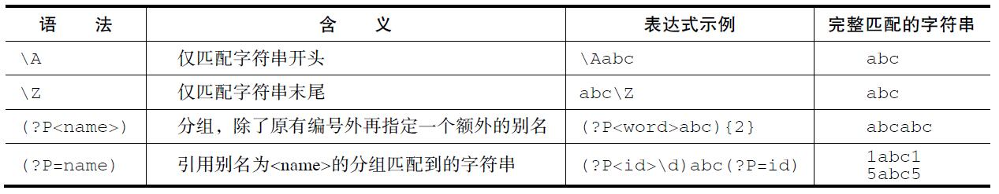 语 法 含 义 表达式示例 完整匹配的字符串
\A 仅匹配字符串开头 \Aabc abc
\Z 仅匹配字符串末尾 abc\Z abc
(?P<name>) 分组，除了原有编号外再指定一个额外的别名 (?P<word>abc){2} abcabc
(?P=name) 引用别名为<name>的分组匹配到的字符串 (?P<id>\d)abc(?P=id) 1abc1
5abc5